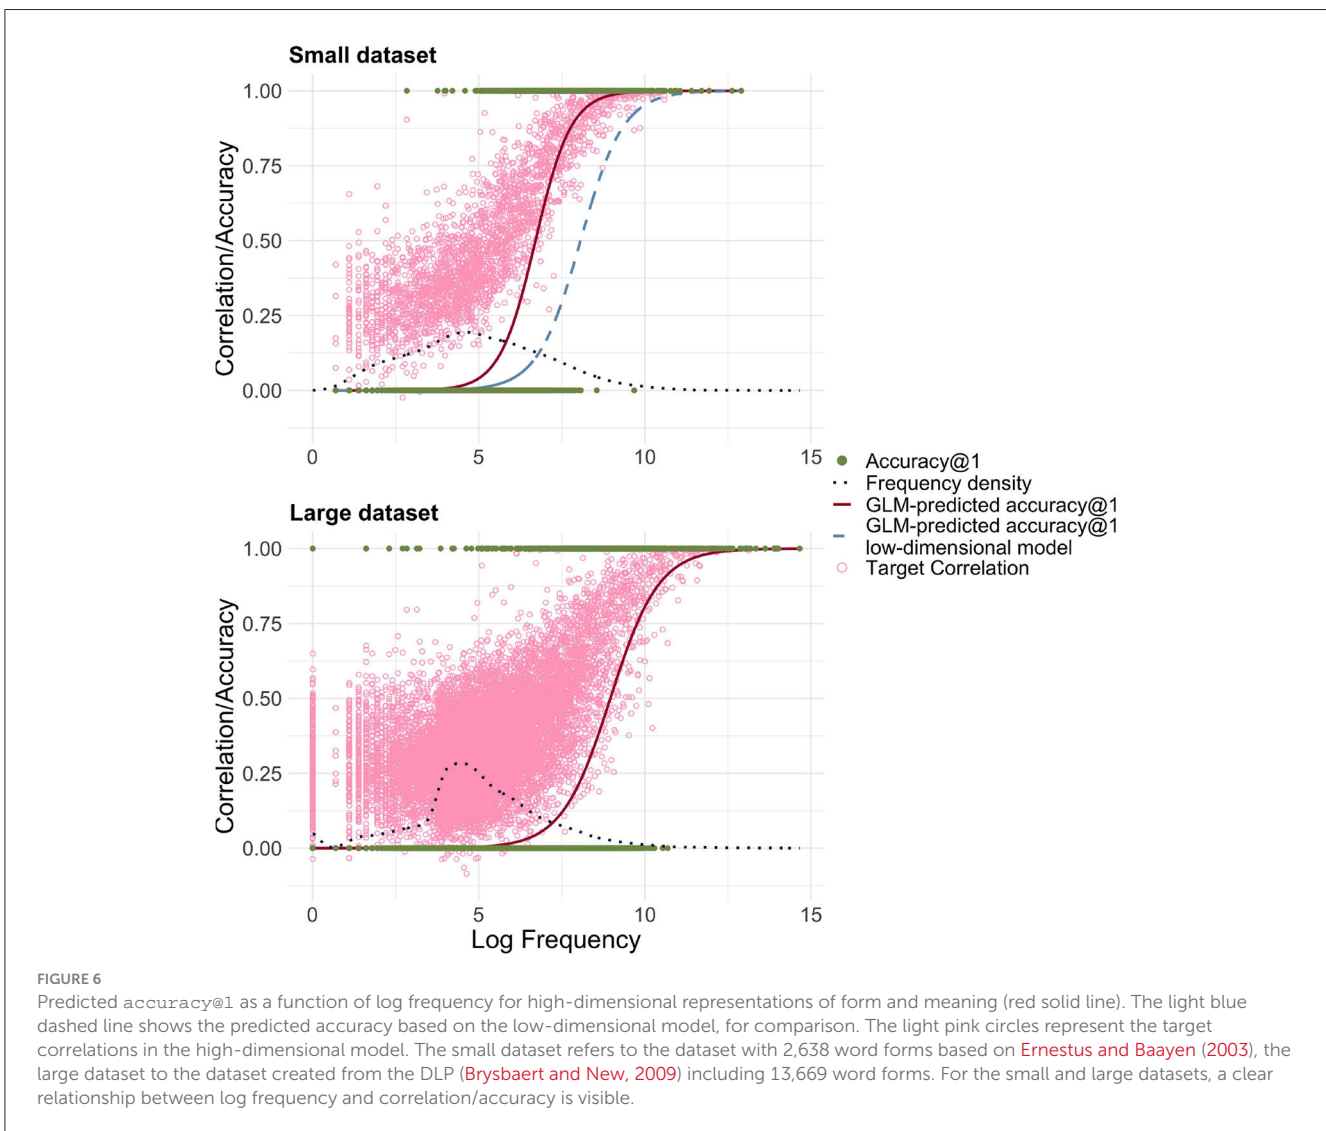 Small dataset
1.00
0.75
0.50
0.25
0.00
Correlation/Accuracy
0 5 10 15
Large dataset
1.00
0.75
0.50
0.25
0.00
Correlation/Accuracy
0 5 10 15
Log Frequency
Accuracy@1
Frequency density
GLM-predicted accuracy@1
GLM-predicted accuracy@1
low-dimensional model
Target Correlation
FIGURE 6
Predicted accuracy@1 as a function of log frequency for high-dimensional representations of form and meaning (red solid line). The light blue
dashed line shows the predicted accuracy based on the low-dimensional model, for comparison. The light pink circles represent the target
correlations in the high-dimensional model. The small dataset refers to the dataset with 2,638 word forms based on Ernestus and Baayen (2003), the
large dataset to the dataset created from the DLP (Brysbaert and New, 2009) including 13,669 word forms. For the small and large datasets, a clear
relationship between log frequency and correlation/accuracy is visible.